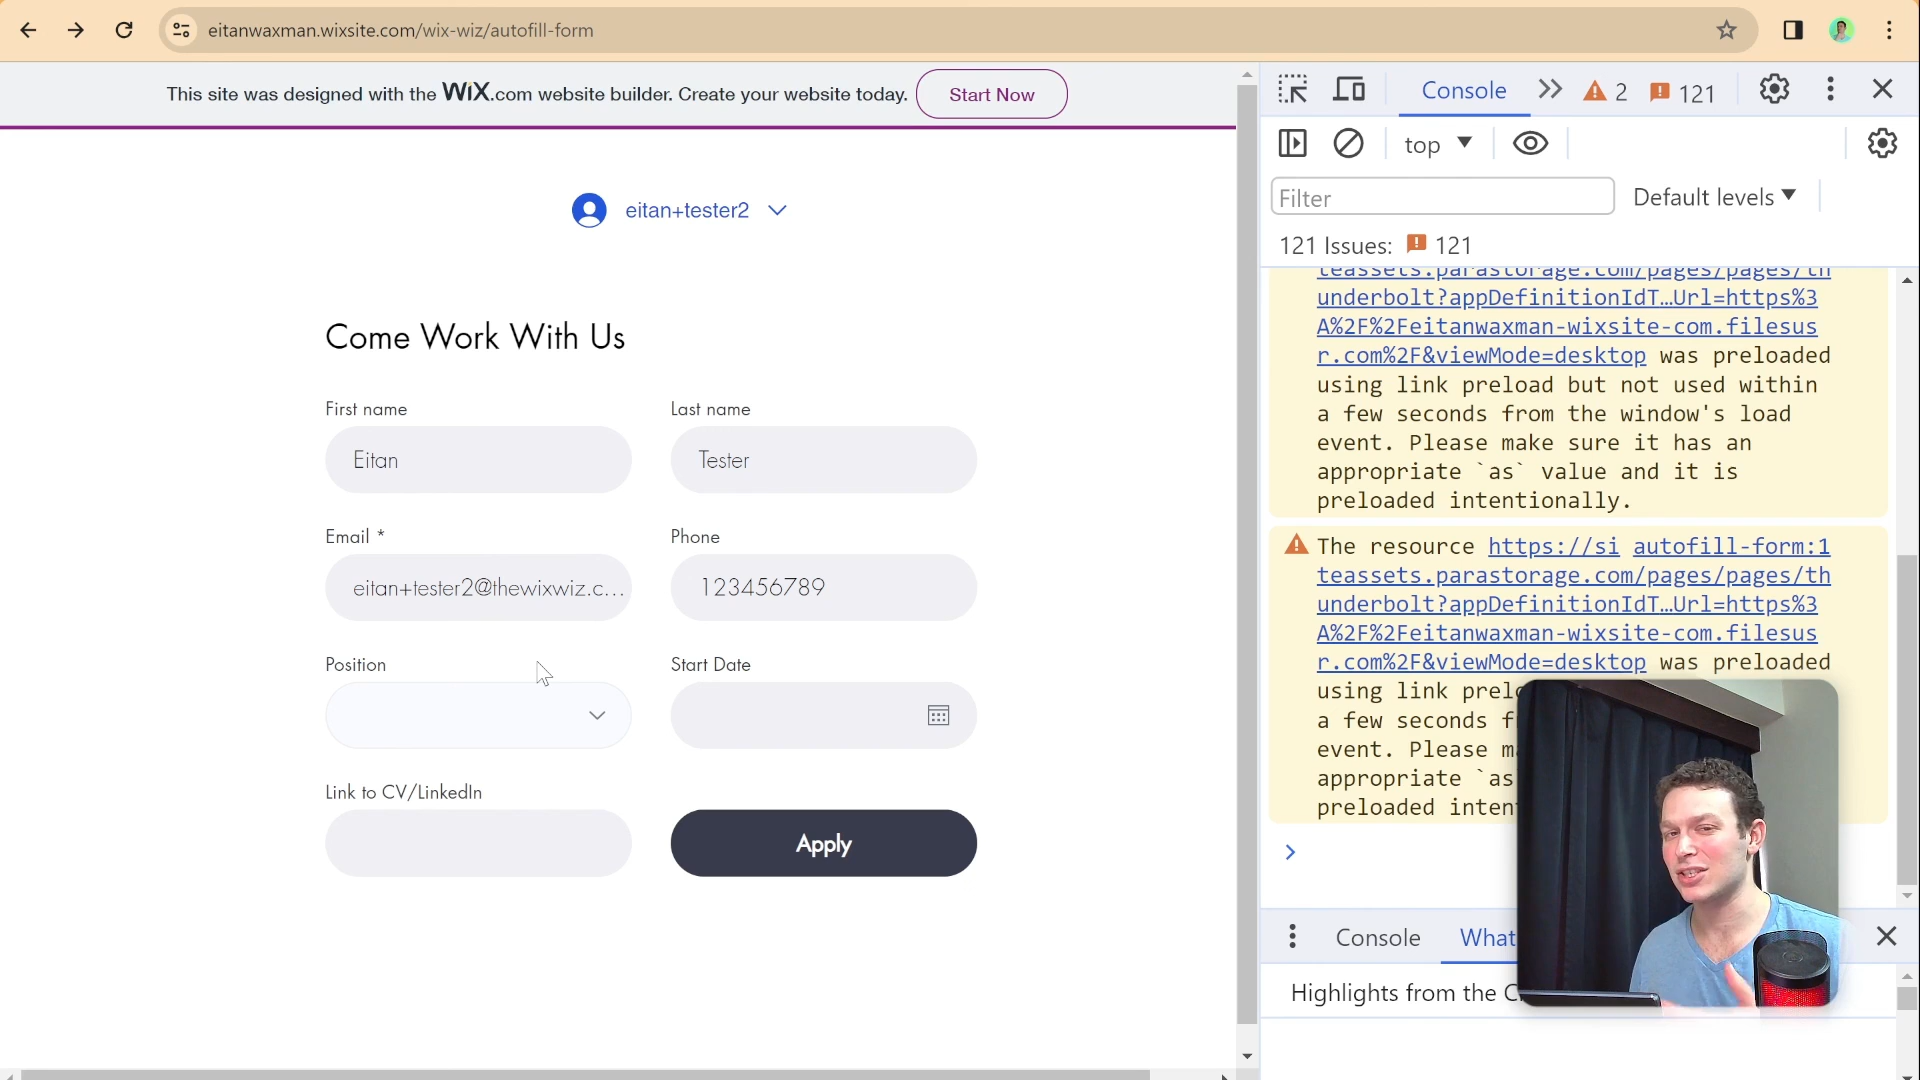 eitanwaxman.wixsite.com/wix-wiz/autofill-form
This site was designed with the WiX.com website builder. Create your website today.
Start Now
eitan+tester2
Come Work With Us
First name
Last name
Eitan
Tester
Email *
Phone
eitan+tester2@thewixwiz.c...
123456789
Position
Start Date
Link to CV/LinkedIn
Apply
Console
2
121
top
Filter
Default levels
121 Issues:
121
teassets.parastorage.com/pages/pages/th
underbolt?appDefinitionIdT…Url=https%3
A%2F%2Feitanwaxman-wixsite-com.filesus
r.com%2F&viewMode=desktop was preloaded
using link preload but not used within
a few seconds from the window's load
event. Please make sure it has an
appropriate `as` value and it is
preloaded intentionally.
The resource https://si autofill-form:1
teassets.parastorage.com/pages/pages/th
underbolt?appDefinitionIdT…Url=https%3
A%2F%2Feitanwaxman-wixsite-com.filesus
r.com%2F&viewMode=desktop was preloaded
using link
a few seconds
event. Please
appropriate `as
preloaded
Console
What
Highlights from the